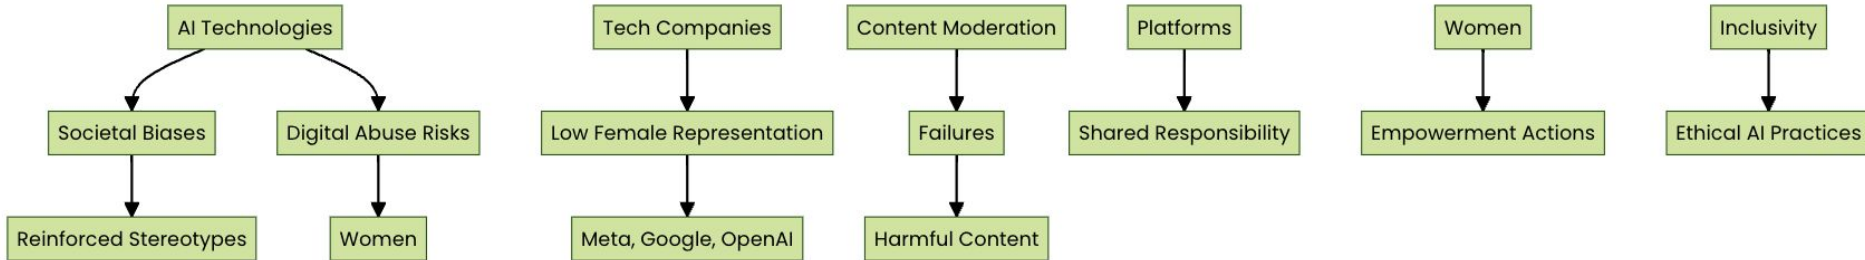 AI Technologies
Tech Companies
Content Moderation
Platforms
Women
Inclusivity
Societal Biases
Digital Abuse Risks
Low Female Representation
Failures
Shared Responsibility
Empowerment Actions
Ethical AI Practices
Reinforced Stereotypes
Women
Meta, Google, OpenAI
Harmful Content